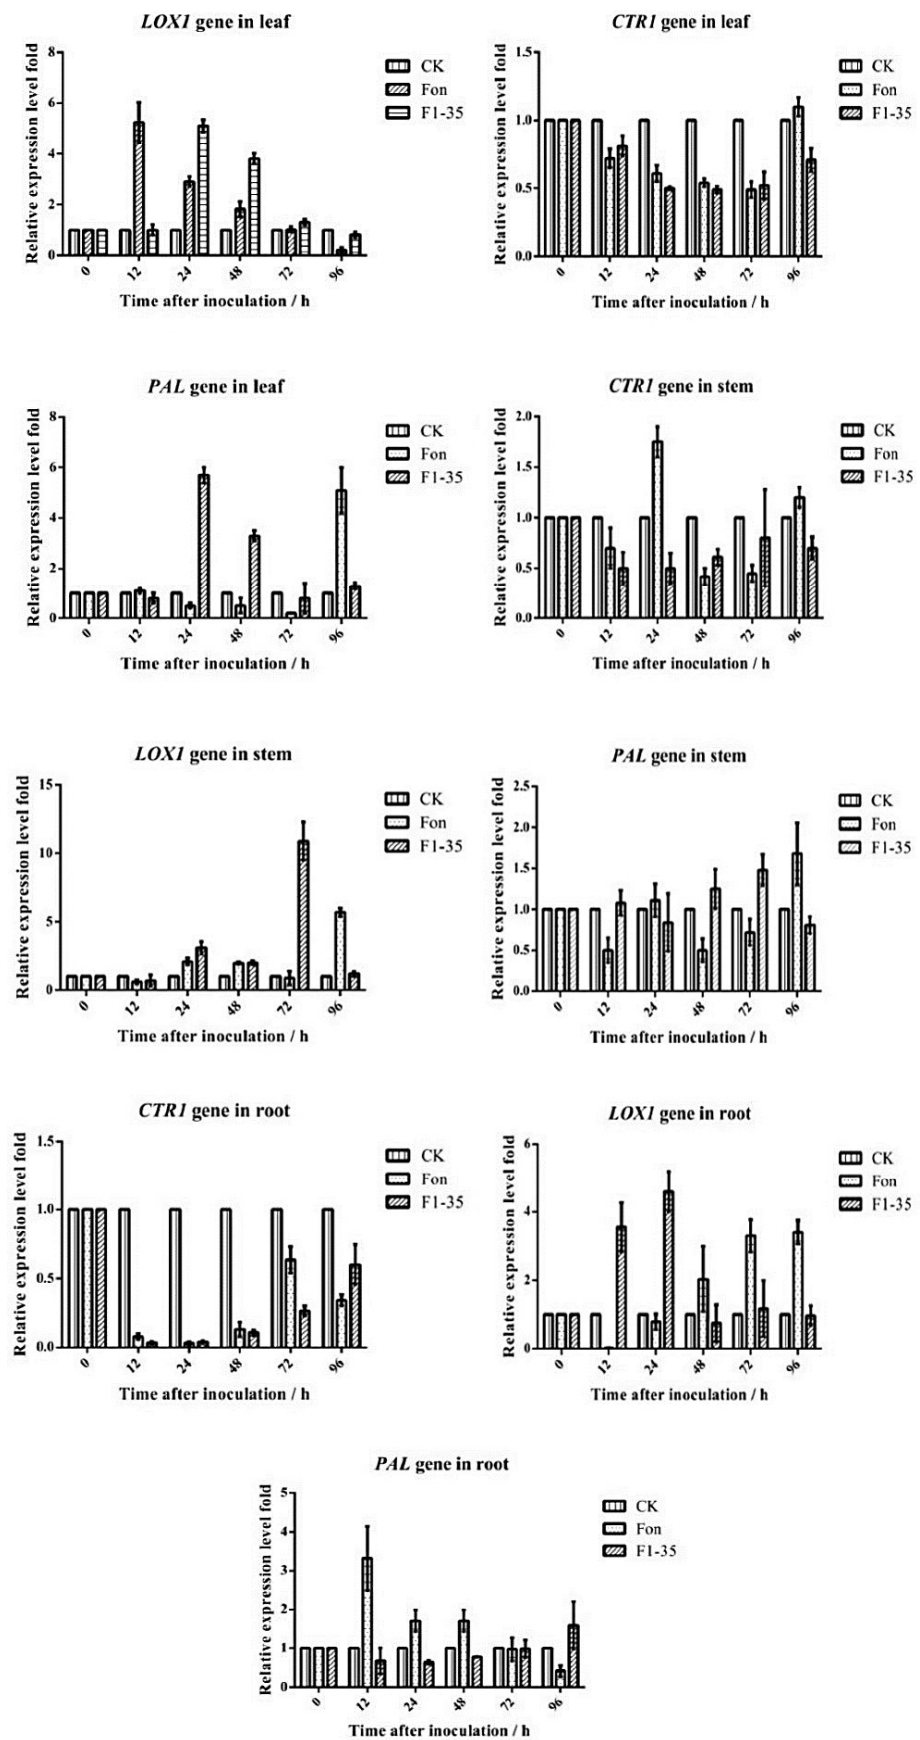 LOX1 gene in leaf
Relative expression level fold
8
6
4
2
0
0 12 24 48 72 96
Time after inoculation / h
CK
Fon
F1-35
CTR1 gene in leaf
Relative expression level fold
1.5
1.0
0.5
0.0
0 12 24 48 72 96
Time after inoculation / h
CK
Fon
F1-35
PAL gene in leaf
Relative expression level fold
8
6
4
2
0
0 12 24 48 72 96
Time after inoculation / h
CK
Fon
F1-35
CTR1 gene in stem
Relative expression level fold
2.0
1.5
1.0
0.5
0.0
0 12 24 48 72 96
Time after inoculation / h
CK
Fon
F1-35
LOX1 gene in stem
Relative expression level fold
15
10
5
0
0 12 24 48 72 96
Time after inoculation / h
CK
Fon
F1-35
PAL gene in stem
Relative expression level fold
2.5
2.0
1.5
1.0
0.5
0.0
0 12 24 48 72 96
Time after inoculation / h
CK
Fon
F1-35
CTR1 gene in root
Relative expression level fold
1.5
1.0
0.5
0.0
0 12 24 48 72 96
Time after inoculation / h
CK
Fon
F1-35
LOX1 gene in root
Relative expression level fold
6
4
2
0
0 12 24 48 72 96
Time after inoculation / h
CK
Fon
F1-35
PAL gene in root
Relative expression level fold
5
4
3
2
1
0
0 12 24 48 72 96
Time after inoculation / h
CK
Fon
F1-35